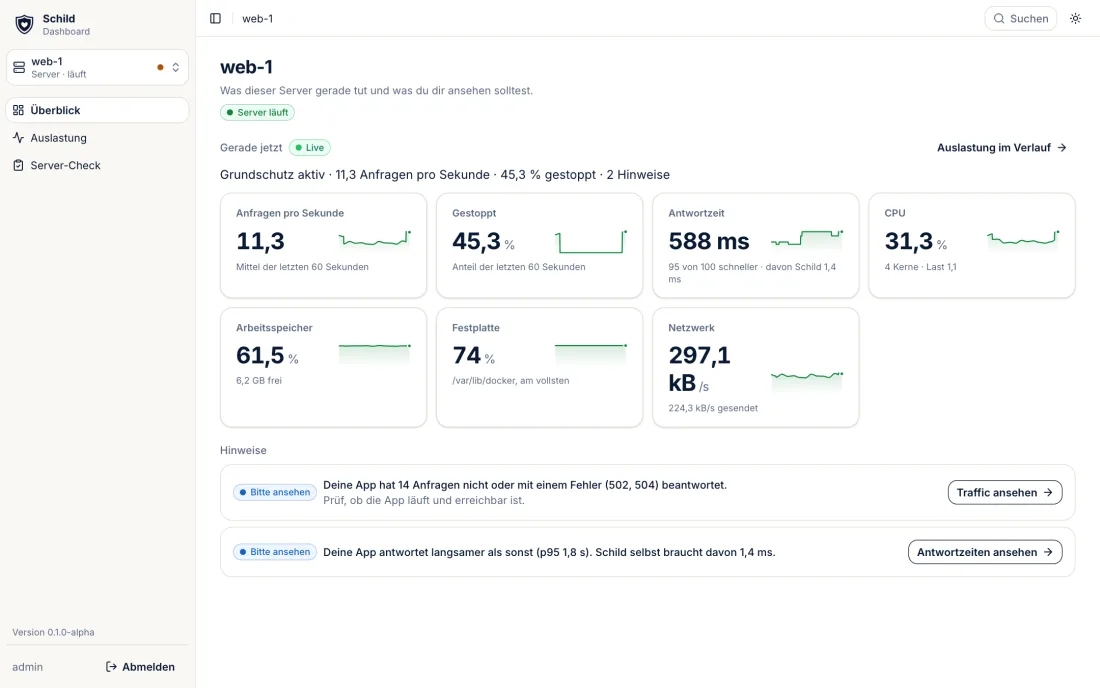 Schild
Dashboard
web-1
Server · läuft
Überblick
Auslastung
Server-Check
Version 0.1.0-alpha
admin
Abmelden
web-1
Suchen
web-1
Was dieser Server gerade tut und was du dir ansehen solltest.
Server läuft
Gerade jetzt
Live
Auslastung im Verlauf →
Grundschutz aktiv · 11,3 Anfragen pro Sekunde · 45,3 % gestoppt · 2 Hinweise
Anfragen pro Sekunde
11,3
Mittel der letzten 60 Sekunden
Gestoppt
45,3 %
Anteil der letzten 60 Sekunden
Antwortzeit
588 ms
95 von 100 schneller · davon Schild 1,4
ms
CPU
31,3 %
4 Kerne · Last 1,1
Arbeitsspeicher
61,5 %
6,2 GB frei
Festplatte
74 %
/var/lib/docker, am vollsten
Netzwerk
297,1
kB /s
224,3 kB/s gesendet
Hinweise
Bitte ansehen
Deine App hat 14 Anfragen nicht oder mit einem Fehler (502, 504) beantwortet.
Prüf, ob die App läuft und erreichbar ist.
Traffic ansehen →
Bitte ansehen
Deine App antwortet langsamer als sonst (p95 1,8 s). Schild selbst braucht davon 1,4 ms.
Antwortzeiten ansehen →